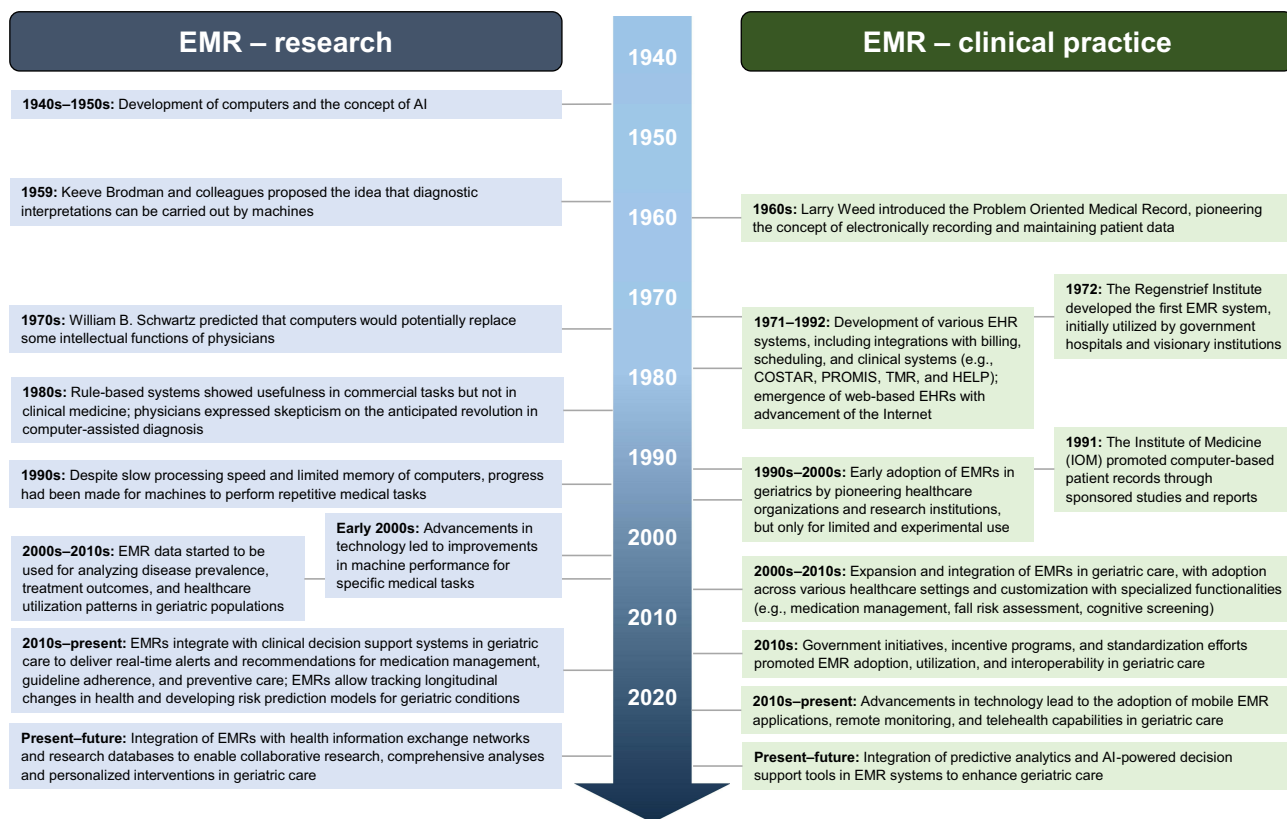 EMR – research
1940s–1950s: Development of computers and the concept of AI
1959: Keeve Brodman and colleagues proposed the idea that diagnostic
interpretations can be carried out by machines
1970s: William B. Schwartz predicted that computers would potentially replace
some intellectual functions of physicians
1980s: Rule-based systems showed usefulness in commercial tasks but not in
clinical medicine; physicians expressed skepticism on the anticipated revolution in
computer-assisted diagnosis
1990s: Despite slow processing speed and limited memory of computers, progress
had been made for machines to perform repetitive medical tasks
Early 2000s: Advancements in
technology led to improvements
in machine performance for
specific medical tasks
2000s–2010s: EMR data started to be
used for analyzing disease prevalence,
treatment outcomes, and healthcare
utilization patterns in geriatric populations
2010s–present: EMRs integrate with clinical decision support systems in geriatric
care to deliver real-time alerts and recommendations for medication management,
guideline adherence, and preventive care; EMRs allow tracking longitudinal
changes in health and developing risk prediction models for geriatric conditions
Present–future: Integration of EMRs with health information exchange networks
and research databases to enable collaborative research, comprehensive analyses
and personalized interventions in geriatric care
1940
1950
1960
1970
1980
1990
2000
2010
2020
EMR – clinical practice
1960s: Larry Weed introduced the Problem Oriented Medical Record, pioneering
the concept of electronically recording and maintaining patient data
1972: The Regenstrief Institute
developed the first EMR system,
initially utilized by government
hospitals and visionary institutions
1971–1992: Development of various EHR
systems, including integrations with billing,
scheduling, and clinical systems (e.g.,
COSTAR, PROMIS, TMR, and HELP);
emergence of web-based EHRs with
advancement of the Internet
1991: The Institute of Medicine
(IOM) promoted computer-based
patient records through
sponsored studies and reports
1990s–2000s: Early adoption of EMRs in
geriatrics by pioneering healthcare
organizations and research institutions,
but only for limited and experimental use
2000s–2010s: Expansion and integration of EMRs in geriatric care, with adoption
across various healthcare settings and customization with specialized functionalities
(e.g., medication management, fall risk assessment, cognitive screening)
2010s: Government initiatives, incentive programs, and standardization efforts
promoted EMR adoption, utilization, and interoperability in geriatric care
2010s–present: Advancements in technology lead to the adoption of mobile EMR
applications, remote monitoring, and telehealth capabilities in geriatric care
Present–future: Integration of predictive analytics and AI-powered decision
support tools in EMR systems to enhance geriatric care